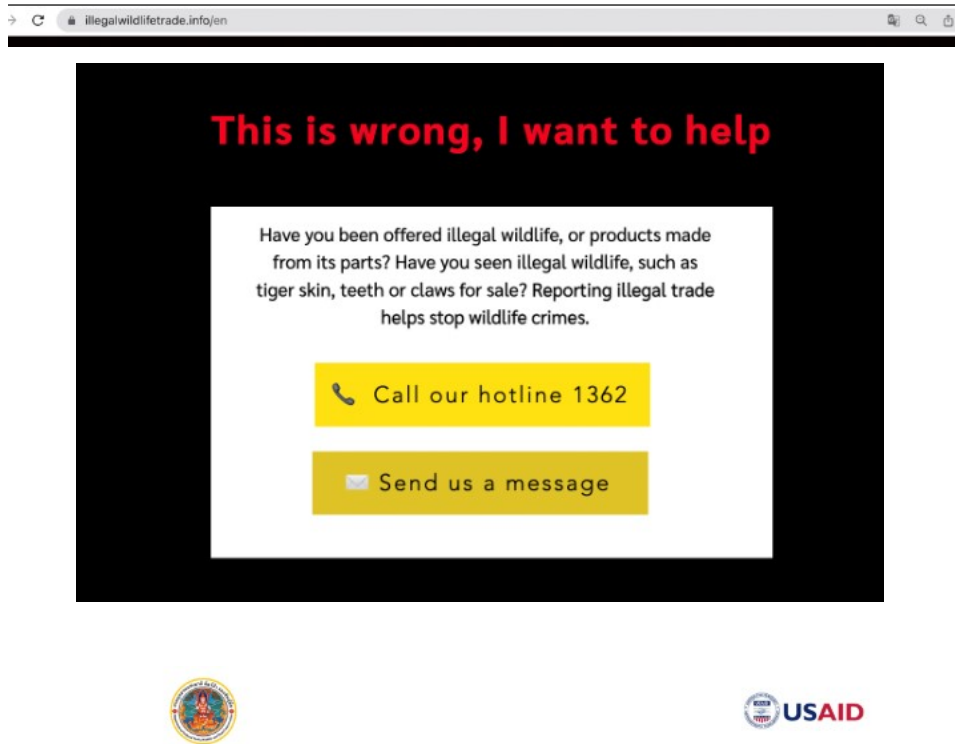 illegalwildlifetrade.info/en
This is wrong, I want to help
Have you been offered illegal wildlife, or products made
from its parts? Have you seen illegal wildlife, such as
tiger skin, teeth or claws for sale? Reporting illegal trade
helps stop wildlife crimes.
Call our hotline 1362
Send us a message
USAID